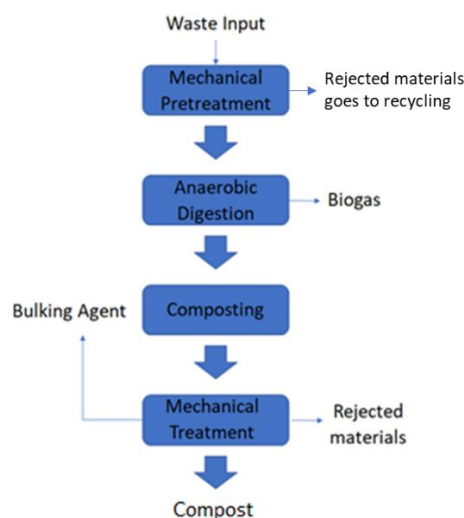 Waste Input
Mechanical
Pretreatment
Rejected materials
goes to recycling
Anaerobic
Digestion
Biogas
Bulking Agent
Composting
Mechanical
Treatment
Rejected
materials
Compost